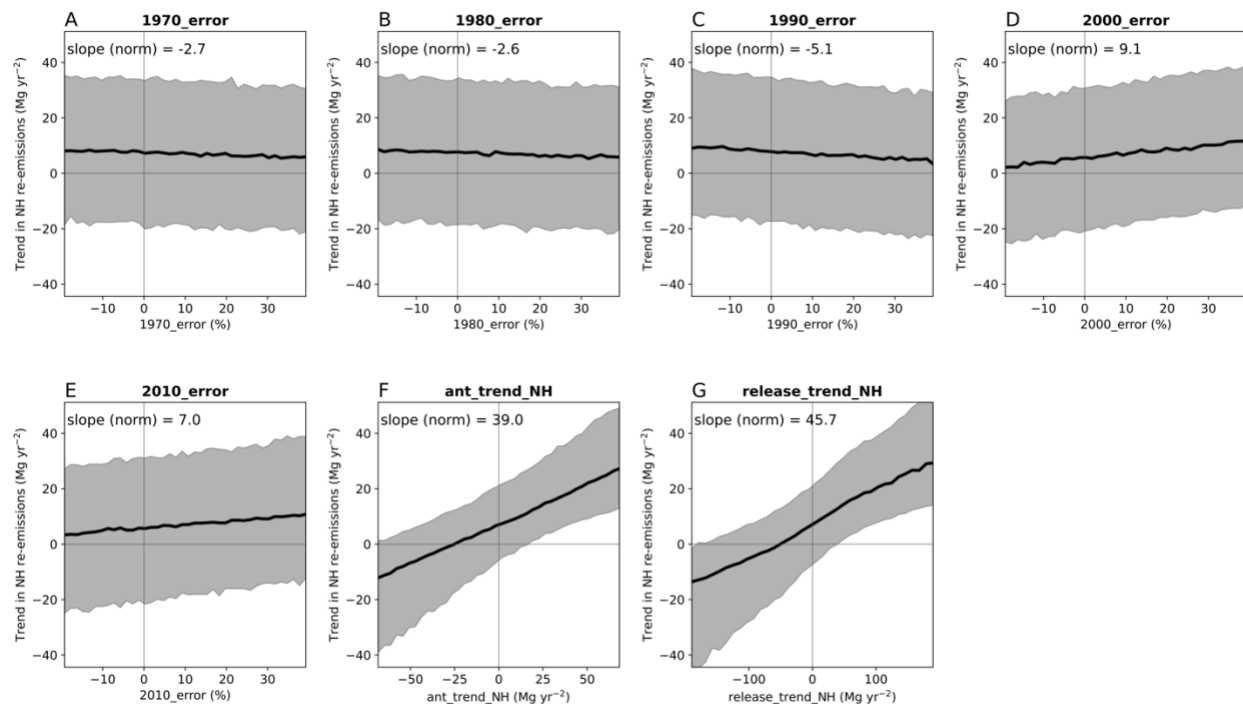 A
1970_error
slope (norm) = -2.7
Trend in NH re-emissions (Mg yr⁻²)
40
20
0
−20
−40
−10 0 10 20 30
1970_error (%)
B
1980_error
slope (norm) = -2.6
Trend in NH re-emissions (Mg yr⁻²)
40
20
0
−20
−40
−10 0 10 20 30
1980_error (%)
C
1990_error
slope (norm) = -5.1
Trend in NH re-emissions (Mg yr⁻²)
40
20
0
−20
−40
−10 0 10 20 30
1990_error (%)
D
2000_error
slope (norm) = 9.1
Trend in NH re-emissions (Mg yr⁻²)
40
20
0
−20
−40
−10 0 10 20 30
2000_error (%)
E
2010_error
slope (norm) = 7.0
Trend in NH re-emissions (Mg yr⁻²)
40
20
0
−20
−40
−10 0 10 20 30
2010_error (%)
F
ant_trend_NH
slope (norm) = 39.0
Trend in NH re-emissions (Mg yr⁻²)
40
20
0
−20
−40
−50 −25 0 25 50
ant_trend_NH (Mg yr⁻²)
G
release_trend_NH
slope (norm) = 45.7
Trend in NH re-emissions (Mg yr⁻²)
40
20
0
−20
−40
−100 0 100
release_trend_NH (Mg yr⁻²)